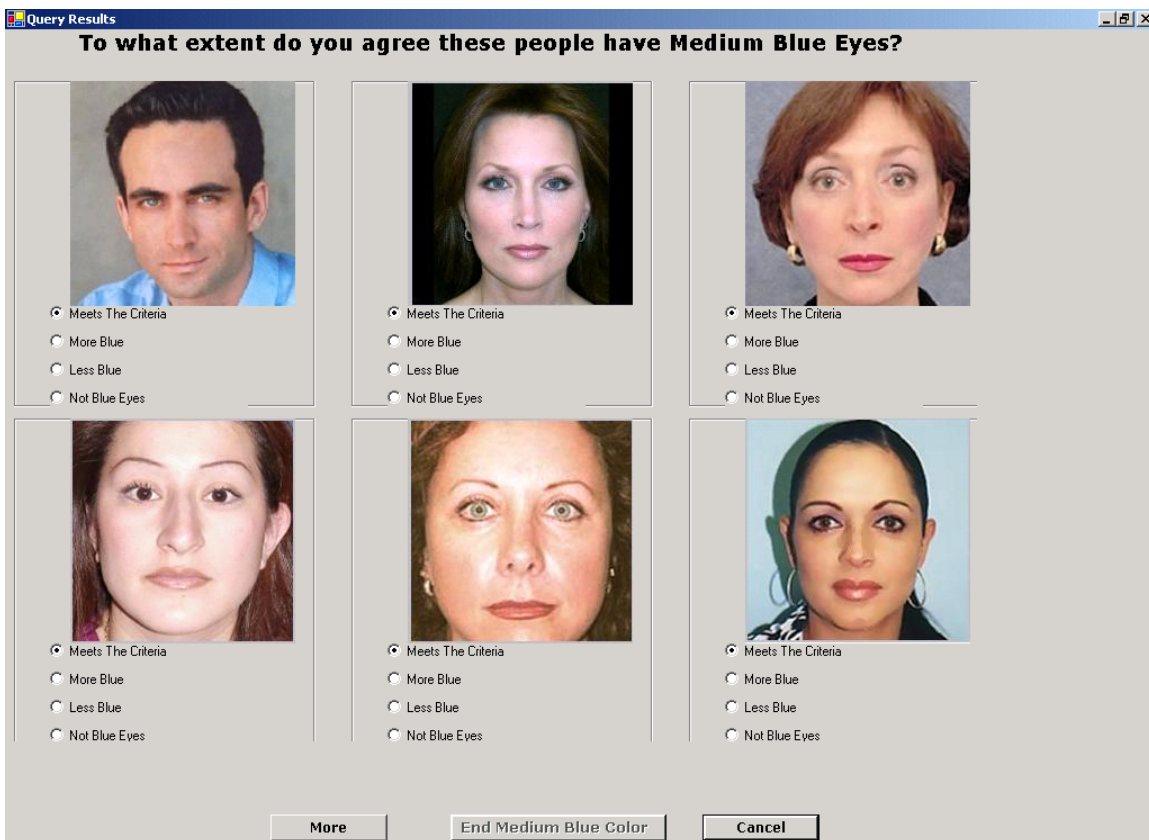 Query Results
To what extent do you agree these people have Medium Blue Eyes?
Meets The Criteria
More Blue
Less Blue
Not Blue Eyes
Meets The Criteria
More Blue
Less Blue
Not Blue Eyes
Meets The Criteria
More Blue
Less Blue
Not Blue Eyes
Meets The Criteria
More Blue
Less Blue
Not Blue Eyes
Meets The Criteria
More Blue
Less Blue
Not Blue Eyes
Meets The Criteria
More Blue
Less Blue
Not Blue Eyes
More
End Medium Blue Color
Cancel